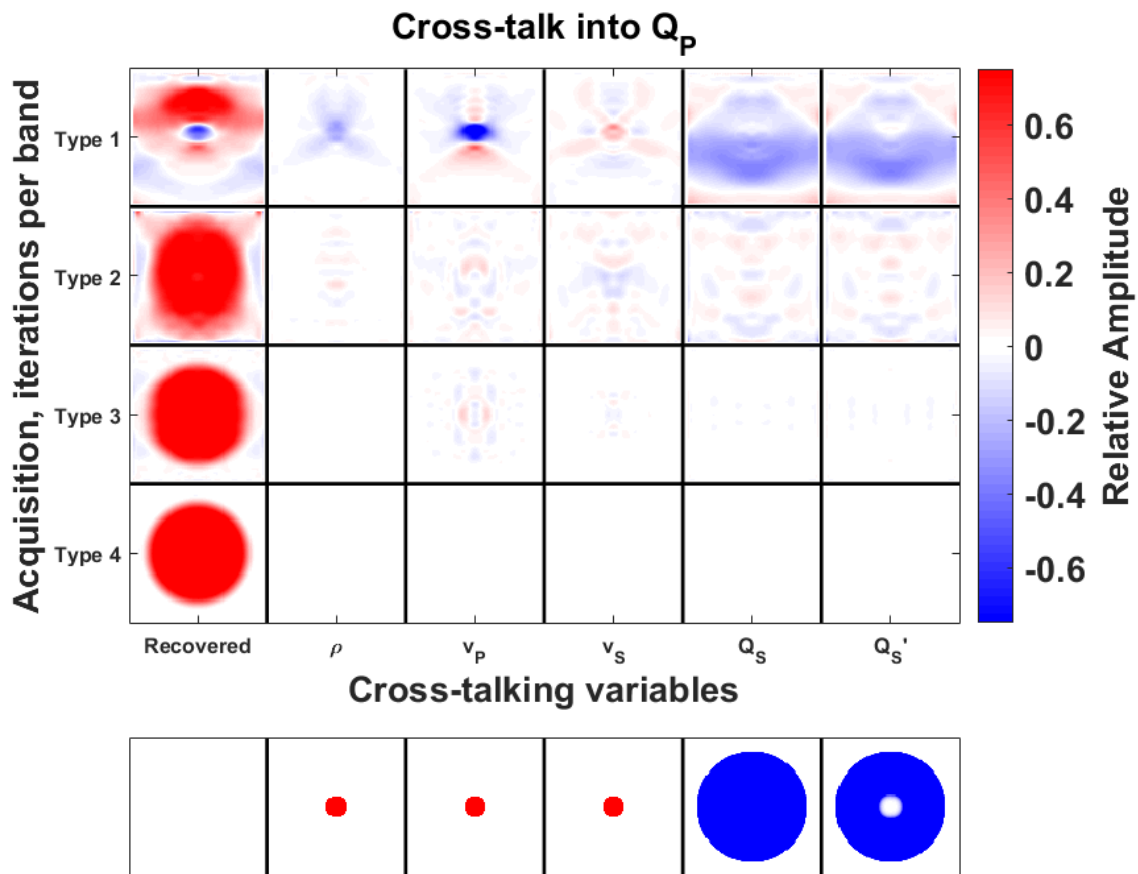 Cross-talk into Q_P
Acquisition, iterations per band
Type 1
Type 2
Type 3
Type 4
0.6
0.4
0.2
0
-0.2
-0.4
-0.6
Relative Amplitude
Recovered ρ v_P v_S Q_S Q_S'
Cross-talking variables